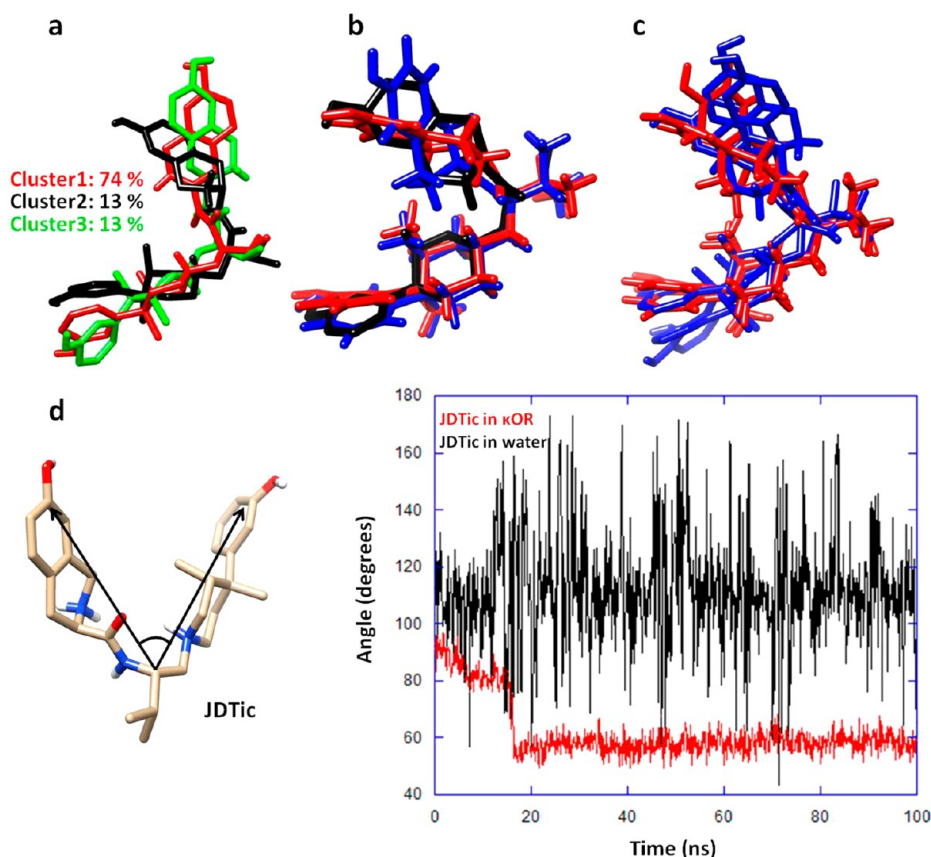 a
b
c
Cluster1: 74 %
Cluster2: 13 %
Cluster3: 13 %
d
JDTic
180
160
140
120
100
80
60
40
Angle (degrees)
JDTic in κOR
JDTic in water
0
20
40
60
80
100
Time (ns)